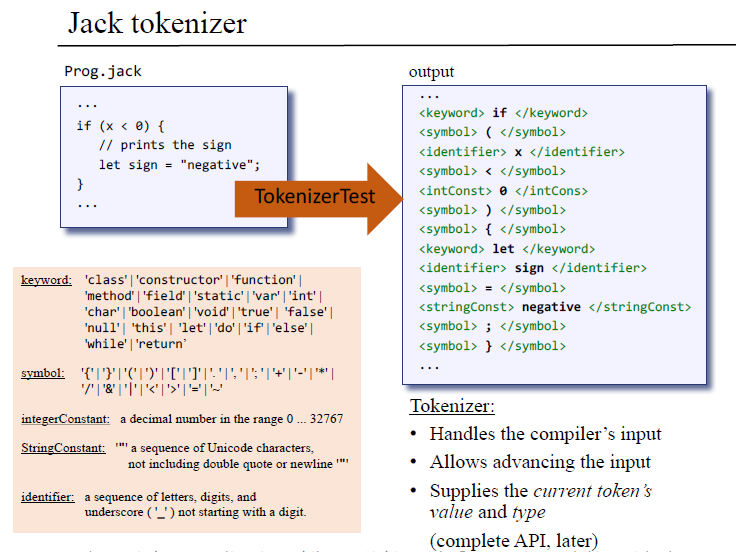 Jack tokenizer
Prog.jack
...
if (x < 0) {
// prints the sign
let sign = "negative";
}
...
TokenizerTest
output
...
<keyword> if </keyword>
<symbol> ( </symbol>
<identifier> x </identifier>
<symbol> < </symbol>
<intConst> 0 </intCons>
<symbol> ) </symbol>
<symbol> { </symbol>
<keyword> let </keyword>
<identifier> sign </identifier>
<symbol> = </symbol>
<stringConst> negative </stringConst>
<symbol> ; </symbol>
<symbol> } </symbol>
...
keyword: 'class'|'constructor'|'function'|
'method'|'field'|'static'|'var'|'int'|
'char'|'boolean'|'void'|'true'| 'false'|
'null'| 'this'| 'let'|'do'|'if'|'else'|
'while'|'return’
symbol: '{'|'}'|'('|')'|'['|']'|'. '|', '|'; '|'+'|'-'|'*'|
'/'|'&'|'|'|'<'|'>'|'='|'~'
integerConstant: a decimal number in the range 0 ... 32767
StringConstant: '"' a sequence of Unicode characters,
not including double quote or newline '"'
identifier: a sequence of letters, digits, and
underscore ( '_' ) not starting with a digit.
Tokenizer:
• Handles the compiler’s input
• Allows advancing the input
• Supplies the current token’s
value and type
(complete API, later)